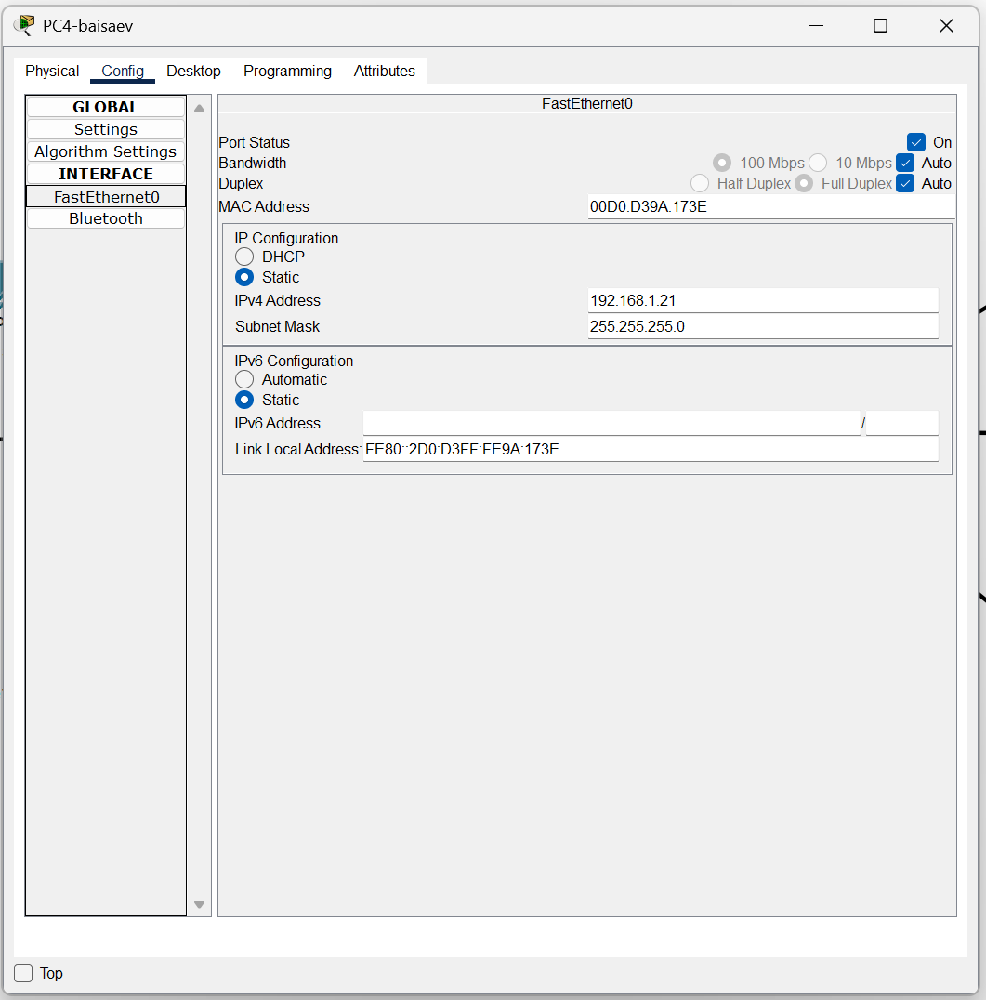 PC4-baisaev
Physical Config Desktop Programming Attributes
GLOBAL
Settings
Algorithm Settings
INTERFACE
FastEthernet0
Bluetooth
FastEthernet0
Port Status On
Bandwidth 100 Mbps 10 Mbps Auto
Duplex Half Duplex Full Duplex Auto
MAC Address 00D0.D39A.173E
IP Configuration
DHCP
Static
IPv4 Address 192.168.1.21
Subnet Mask 255.255.255.0
IPv6 Configuration
Automatic
Static
IPv6 Address /
Link Local Address: FE80::2D0:D3FF:FE9A:173E
Top